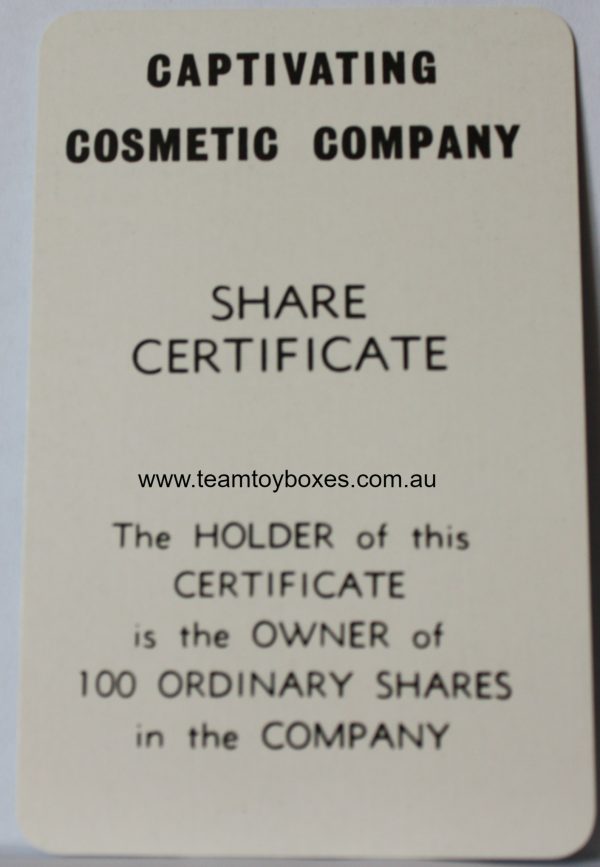 CAPTIVATING
COSMETIC COMPANY
SHARE
CERTIFICATE
www.teamtoyboxes.com.au
The HOLDER of this
CERTIFICATE
is the OWNER of
100 ORDINARY SHARES
in the COMPANY